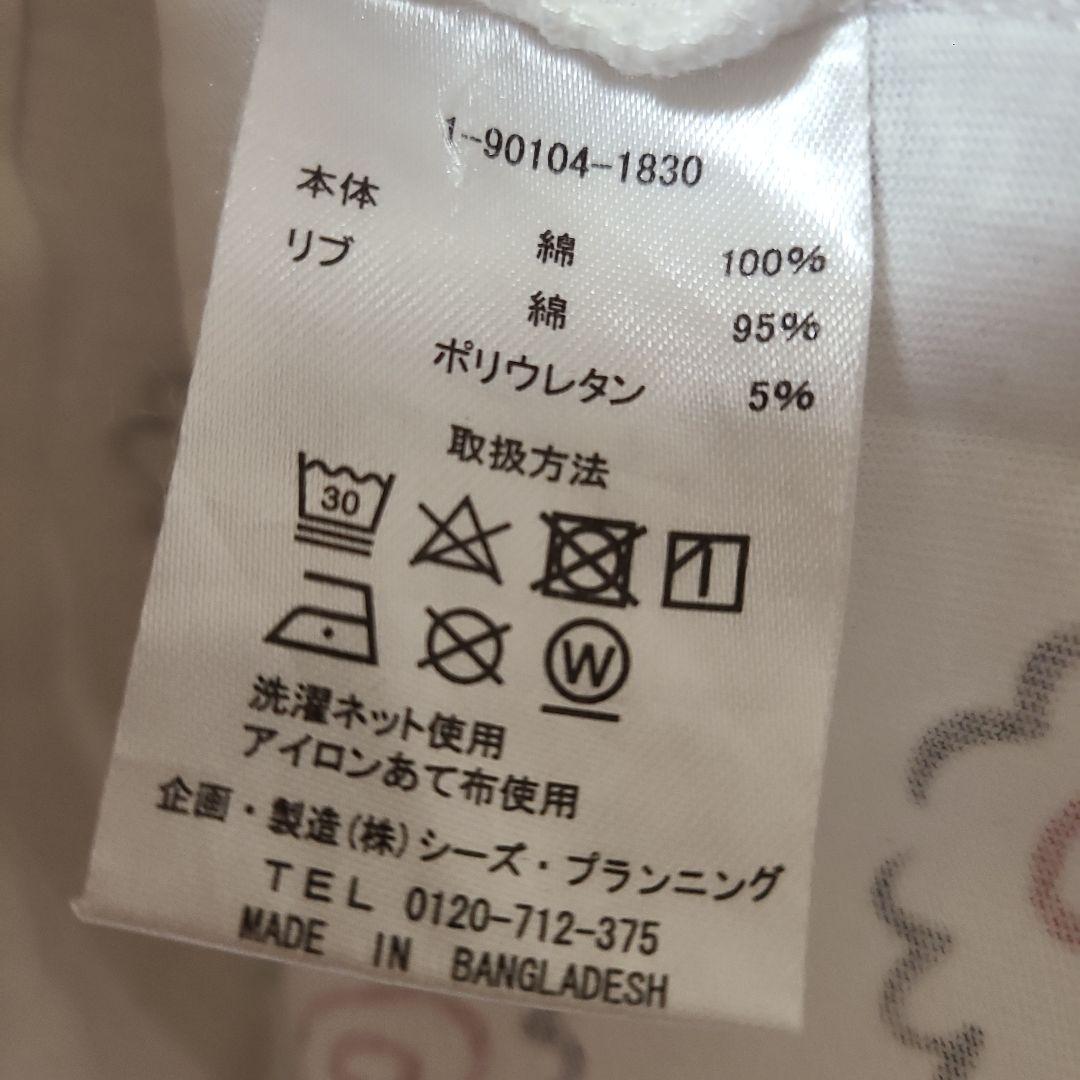 1-90104-1830
本体 綿 100%
リブ 綿 95%
ポリウレタン 5%
取扱方法
30
W
洗濯ネット使用
アイロンあて布使用
企画・製造(株)シーズ・プランニング
TEL 0120-712-375
MADE IN BANGLADESH